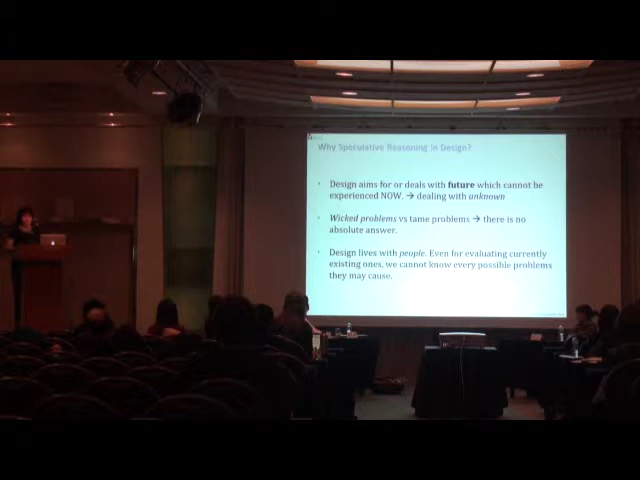 Why Speculative Reasoning in Design?
• Design aims for or deals with future which cannot be
experienced NOW. → dealing with unknown
• Wicked problems vs tame problems → there is no
absolute answer.
• Design lives with people. Even for evaluating currently
existing ones, we cannot know every possible problems
they may cause.